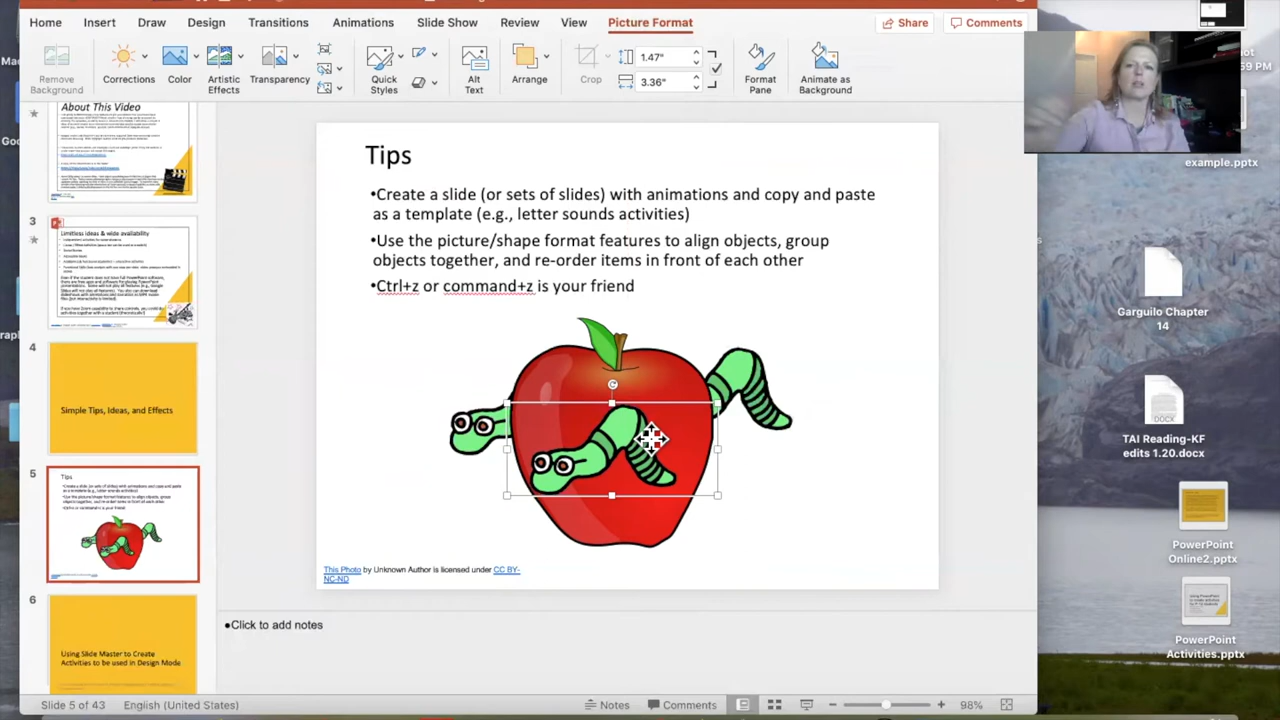 Home Insert Draw Design Transitions Animations Slide Show Review View Picture Format Share Comments
Remove Background
Corrections
Color
Artistic Effects
Transparency
Quick Styles
Alt Text
Arrange
Crop
1.47"
3.36"
Format Pane
Animate as Background
About This Video
3
Limitless ideas & wide availability
4
Simple Tips, Ideas, and Effects
5
Tips
6
Using Slide Master to Create
Activities to be used in Design Mode
Tips
•Create a slide (or sets of slides) with animations and copy and paste
as a template (e.g., letter sounds activities)
•Use the picture/shape format features to align objects, group
objects together, and re-order items in front of each other
•Ctrl+z or command+z is your friend
This Photo by Unknown Author is licensed under CC BY-
NC-ND
•Click to add notes
Slide 5 of 43 English (United States) Notes Comments 98%
59 PM
example.pptx
Garguilo Chapter
14
DOCX
TAI Reading-KF
edits 1.20.docx
PowerPoint
Online2.pptx
PowerPoint
Activities.pptx